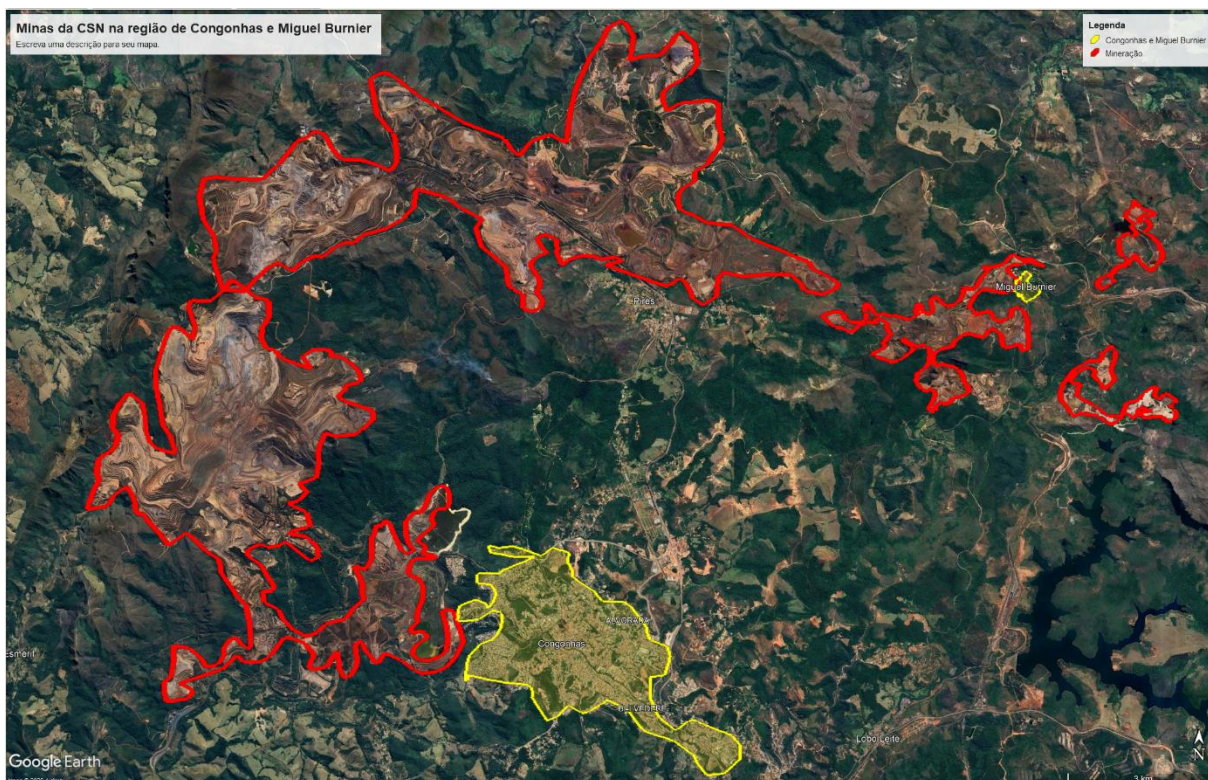 Minas da CSN na região de Congonhas e Miguel Burnier
Escreva uma descrição para seu mapa.
Legenda
Congonhas e Miguel Burnier
Mineração
Miguel Burnier
Pires
ALVORADA
Congonhas
BELVEDERE
Lobo Leite
Google Earth
N
3 km